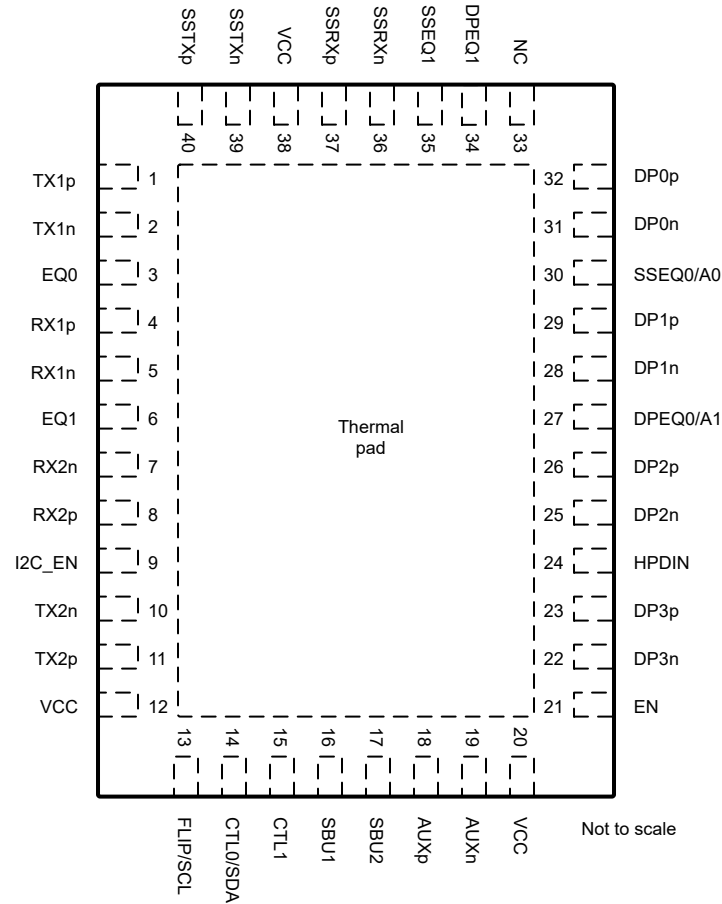 SSTXp
SSTXn
VCC
SSRXp
SSRXn
SSEQ1
DPEQ1
NC
40
39
38
37
36
35
34
33
TX1p 1
TX1n 2
EQ0 3
RX1p 4
RX1n 5
EQ1 6
RX2n 7
RX2p 8
I2C_EN 9
TX2n 10
TX2p 11
VCC 12
Thermal
pad
32 DP0p
31 DP0n
30 SSEQ0/A0
29 DP1p
28 DP1n
27 DPEQ0/A1
26 DP2p
25 DP2n
24 HPDIN
23 DP3p
22 DP3n
21 EN
13
14
15
16
17
18
19
20
FLIP/SCL
CTL0/SDA
CTL1
SBU1
SBU2
AUXp
AUXn
VCC
Not to scale